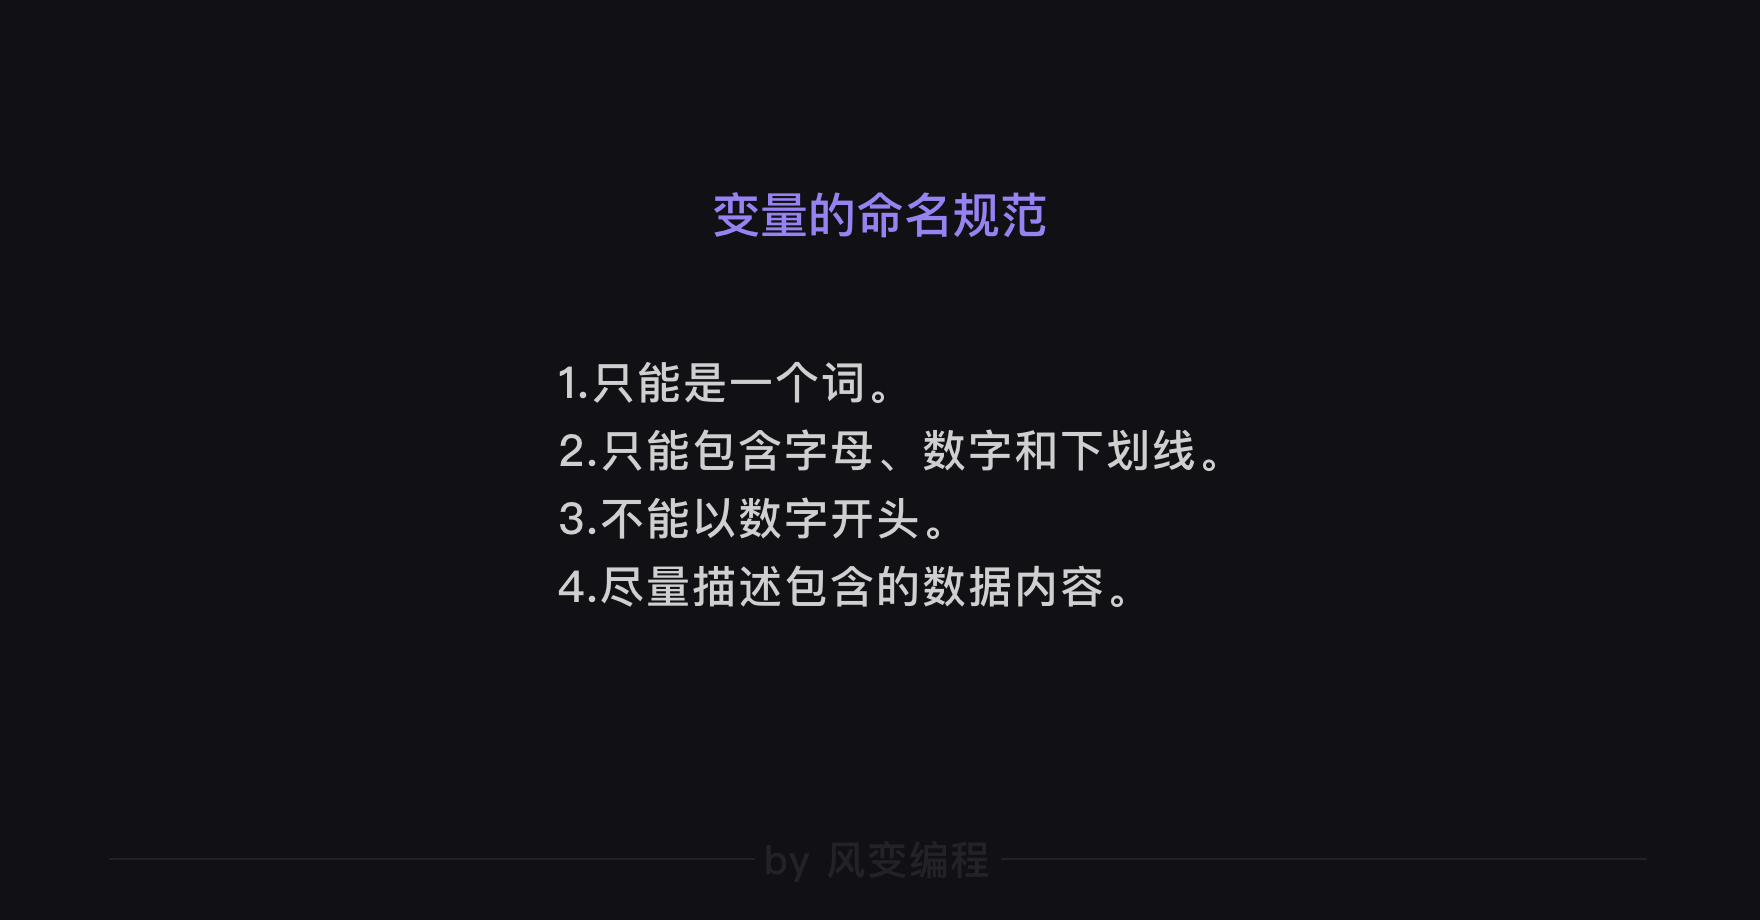 变量的命名规范
1.只能是一个词。
2.只能包含字母、数字和下划线。
3.不能以数字开头。
4.尽量描述包含的数据内容。
by 风变编程